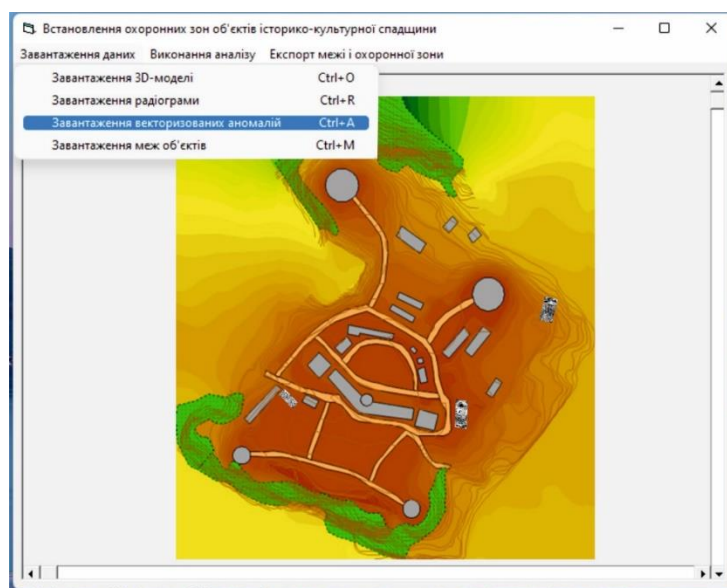 Встановлення охоронних зон об'єктів історико-культурної спадщини
Завантаження даних Виконання аналізу Експорт межі і охоронної зони
Завантаження 3D-моделі Ctrl+O
Завантаження радіограми Ctrl+R
Завантаження векторизованих аномалій Ctrl+A
Завантаження меж об'єктів Ctrl+M